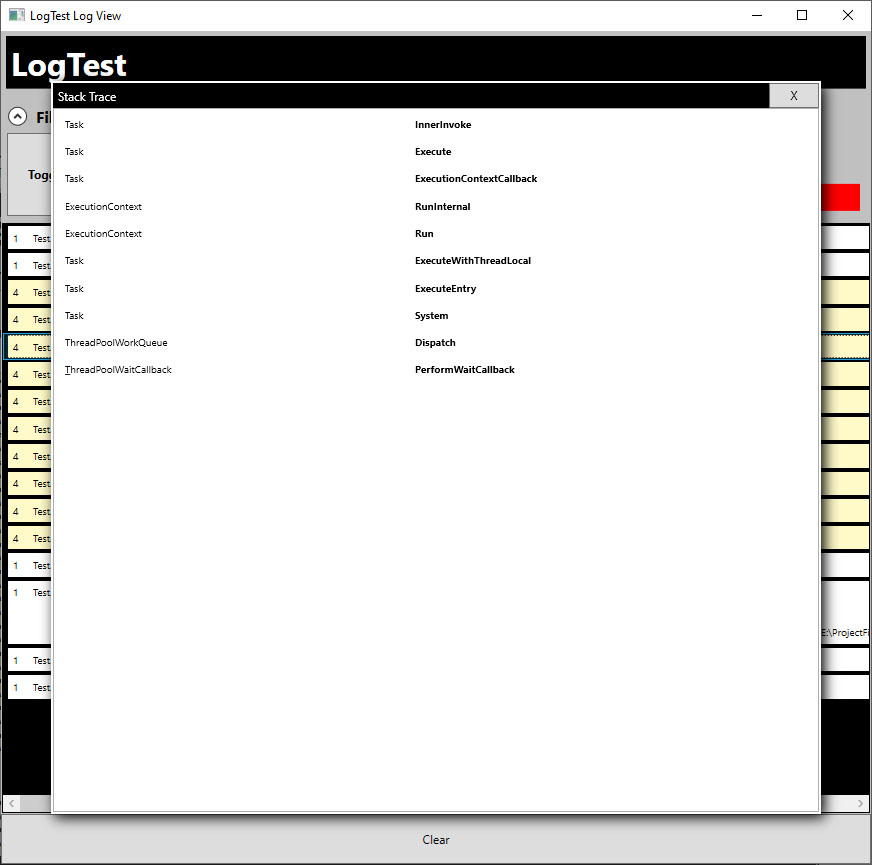 LogTest Log View
LogTest
Stack Trace X
Fil
Togg
Task InnerInvoke
Task Execute
Task ExecutionContextCallback
ExecutionContext RunInternal
ExecutionContext Run
Task ExecuteWithThreadLocal
Task ExecuteEntry
Task System
ThreadPoolWorkQueue Dispatch
ThreadPoolWaitCallback PerformWaitCallback
1 Test
1 Test
4 Test
4 Test
4 Test
4 Test
4 Test
4 Test
4 Test
4 Test
4 Test
4 Test
1 Test
1 Test
E:\ProjectFi
1 Test
1 Test
Clear